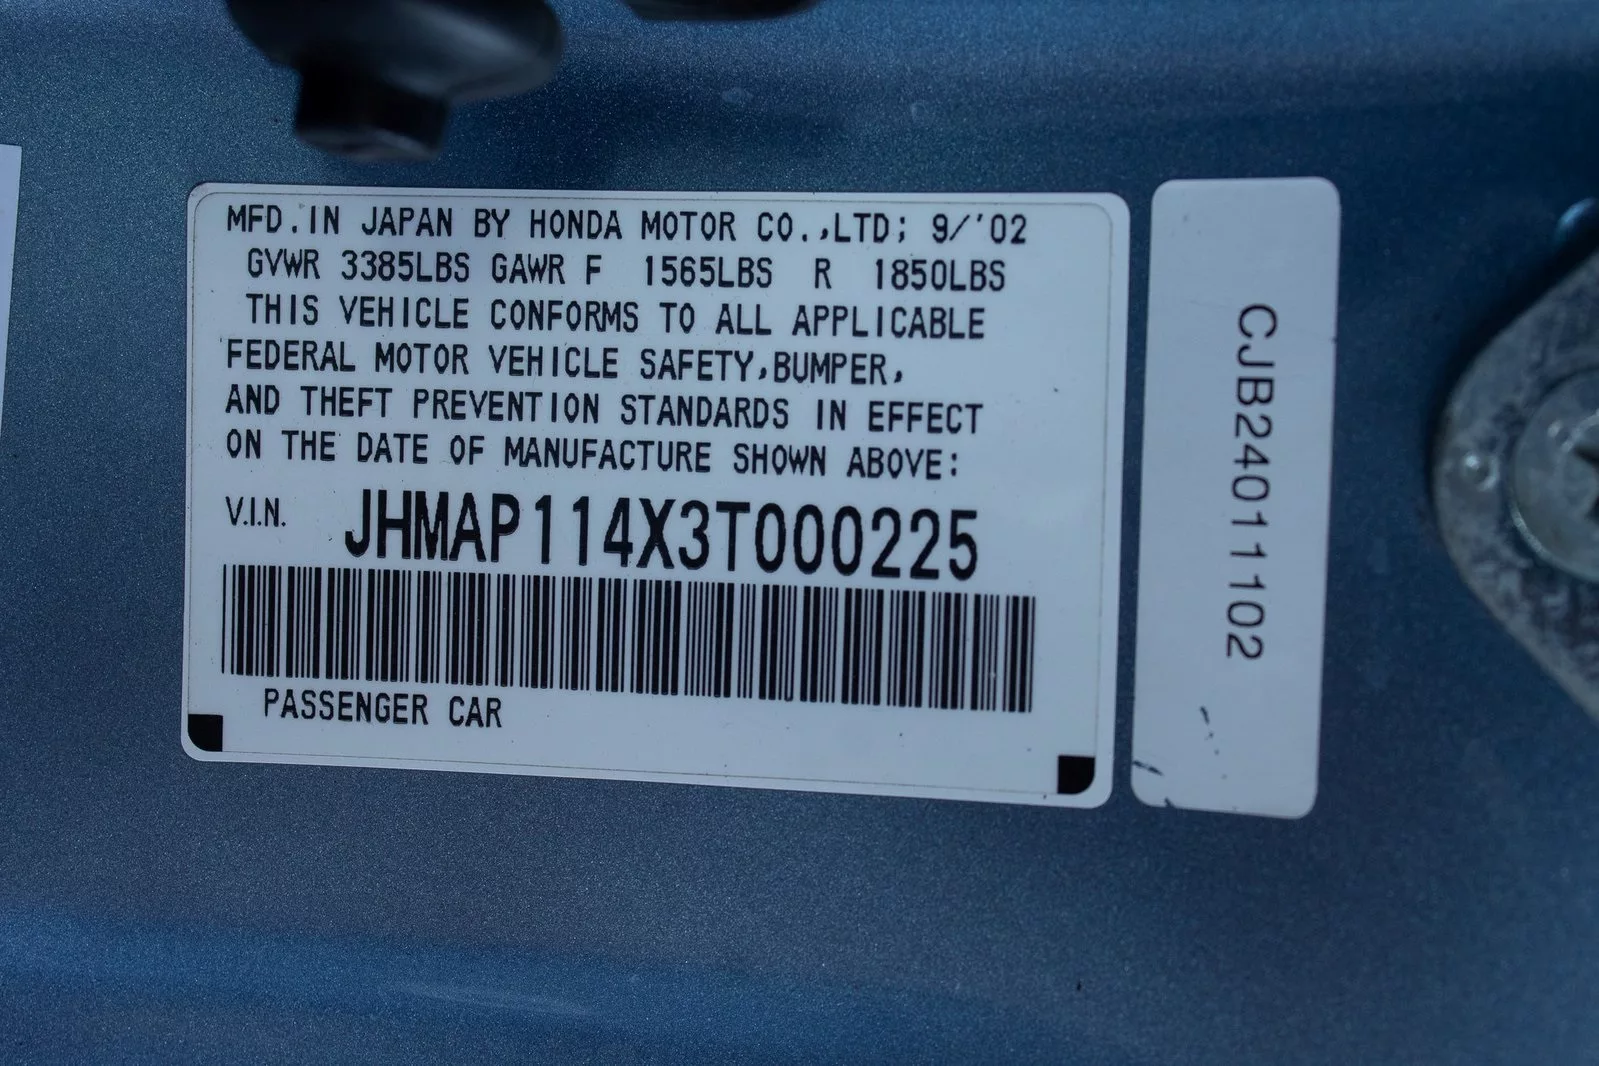 MFD. IN JAPAN BY HONDA MOTOR CO.,LTD; 9/'02
GVWR 3385LBS GAWR F 1565LBS R 1850LBS
THIS VEHICLE CONFORMS TO ALL APPLICABLE
FEDERAL MOTOR VEHICLE SAFETY,BUMPER,
AND THEFT PREVENTION STANDARDS IN EFFECT
ON THE DATE OF MANUFACTURE SHOWN ABOVE:
V.I.N. JHMAP114X3T000225
PASSENGER CAR
CJB24011102